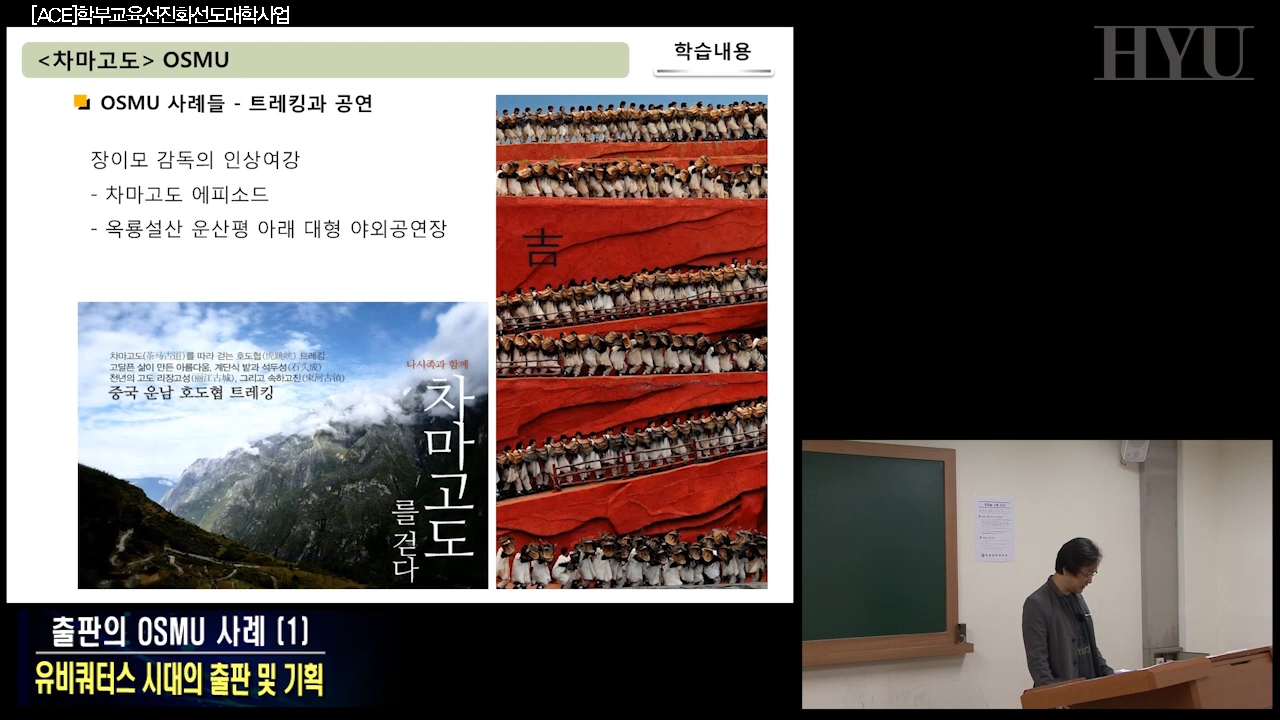 [ACE]학부교육선진화선도대학사업
<차마고도> OSMU
학습내용
HYU
OSMU 사례들 - 트레킹과 공연
장이모 감독의 인상여강
- 차마고도 에피소드
- 옥룡설산 운산평 아래 대형 야외공연장
吉
차마고도(茶马古道)를 따라 걷는 호도협(虎跳峽) 트레킹
고달픈 삶이 만든 아름다움, 계단식 밭과 석두성(石头成)
천년의 고도 리장고성(丽江古城), 그리고 속하고진(束河古镇)
중국 운남 호도협 트레킹
나시족과 함께
차마고도
를 걷다
출판의 OSMU 사례 (1)
유비쿼터스 시대의 출판 및 기획